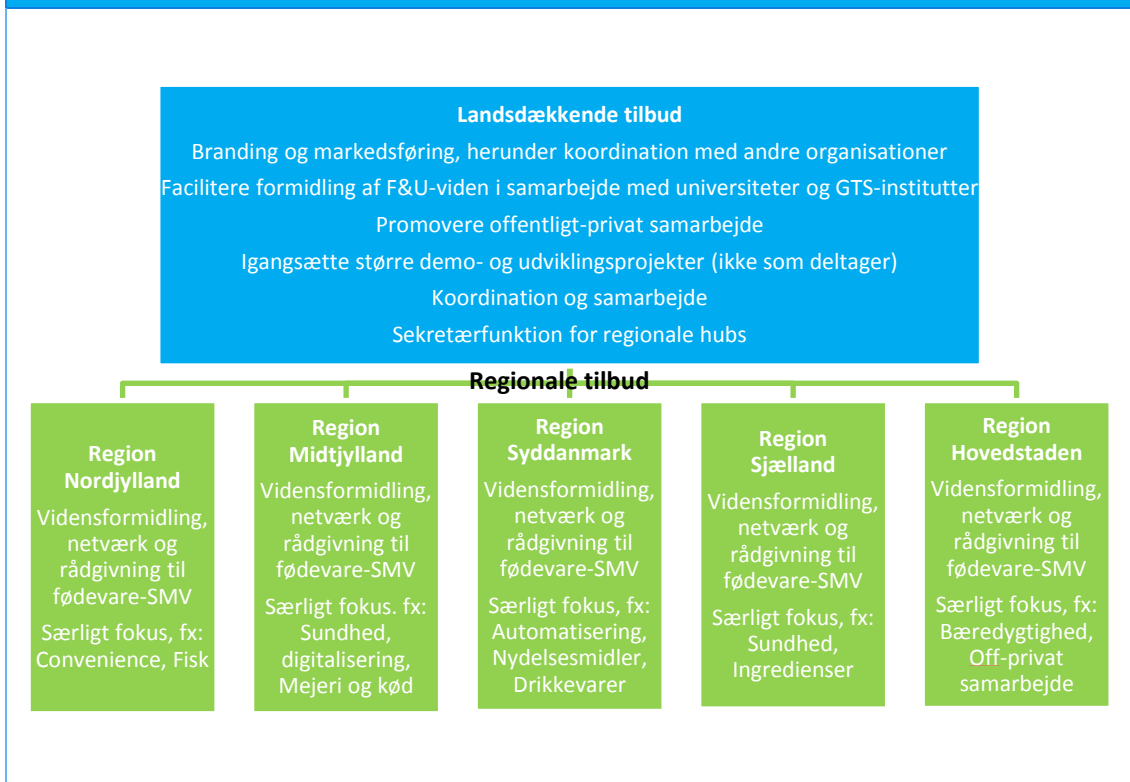 Landsdækkende tilbud
Branding og markedsføring, herunder koordination med andre organisationer
Facilitere formidling af F&U-viden i samarbejde med universiteter og GTS-institutter
Promovere offentligt-privat samarbejde
Igangsætte større demo- og udviklingsprojekter (ikke som deltager)
Koordination og samarbejde
Sekretærfunktion for regionale hubs
Regionale tilbud
Region
Nordjylland
Vidensformidling,
netværk og
rådgivning til
fødevare-SMV
Særligt fokus, fx:
Convenience, Fisk
Region
Midtjylland
Vidensformidling,
netværk og
rådgivning til
fødevare-SMV
Særligt fokus. fx:
Sundhed,
digitalisering,
Mejeri og kød
Region
Syddanmark
Vidensformidling,
netværk og
rådgivning til
fødevare-SMV
Særligt fokus, fx:
Automatisering,
Nydelsesmidler,
Drikkevarer
Region
Sjælland
Vidensformidling,
netværk og
rådgivning til
fødevare-SMV
Særligt fokus, fx:
Sundhed,
Ingredienser
Region
Hovedstaden
Vidensformidling,
netværk og
rådgivning til
fødevare-SMV
Særligt fokus, fx:
Bæredygtighed,
Off-privat
samarbejde